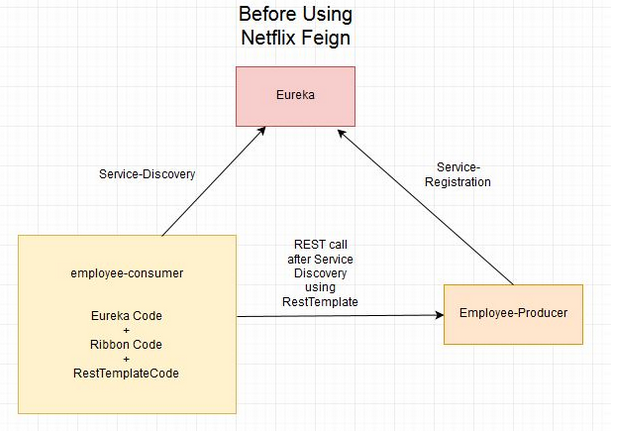 Before Using
Netflix Feign
Eureka
Service-Discovery
Service-
Registration
employee-consumer
Eureka Code
+
Ribbon Code
+
RestTemplateCode
REST call
after Service
Discovery
using
RestTemplate
Employee-Producer